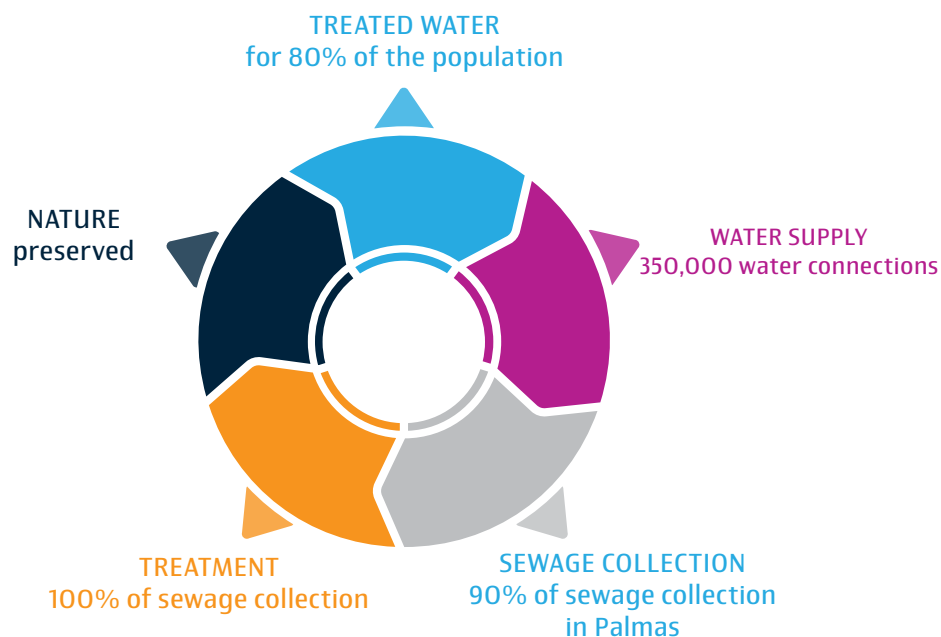 TREATED WATER
for 80% of the population
WATER SUPPLY
350,000 water connections
SEWAGE COLLECTION
90% of sewage collection
in Palmas
TREATMENT
100% of sewage collection
NATURE
preserved